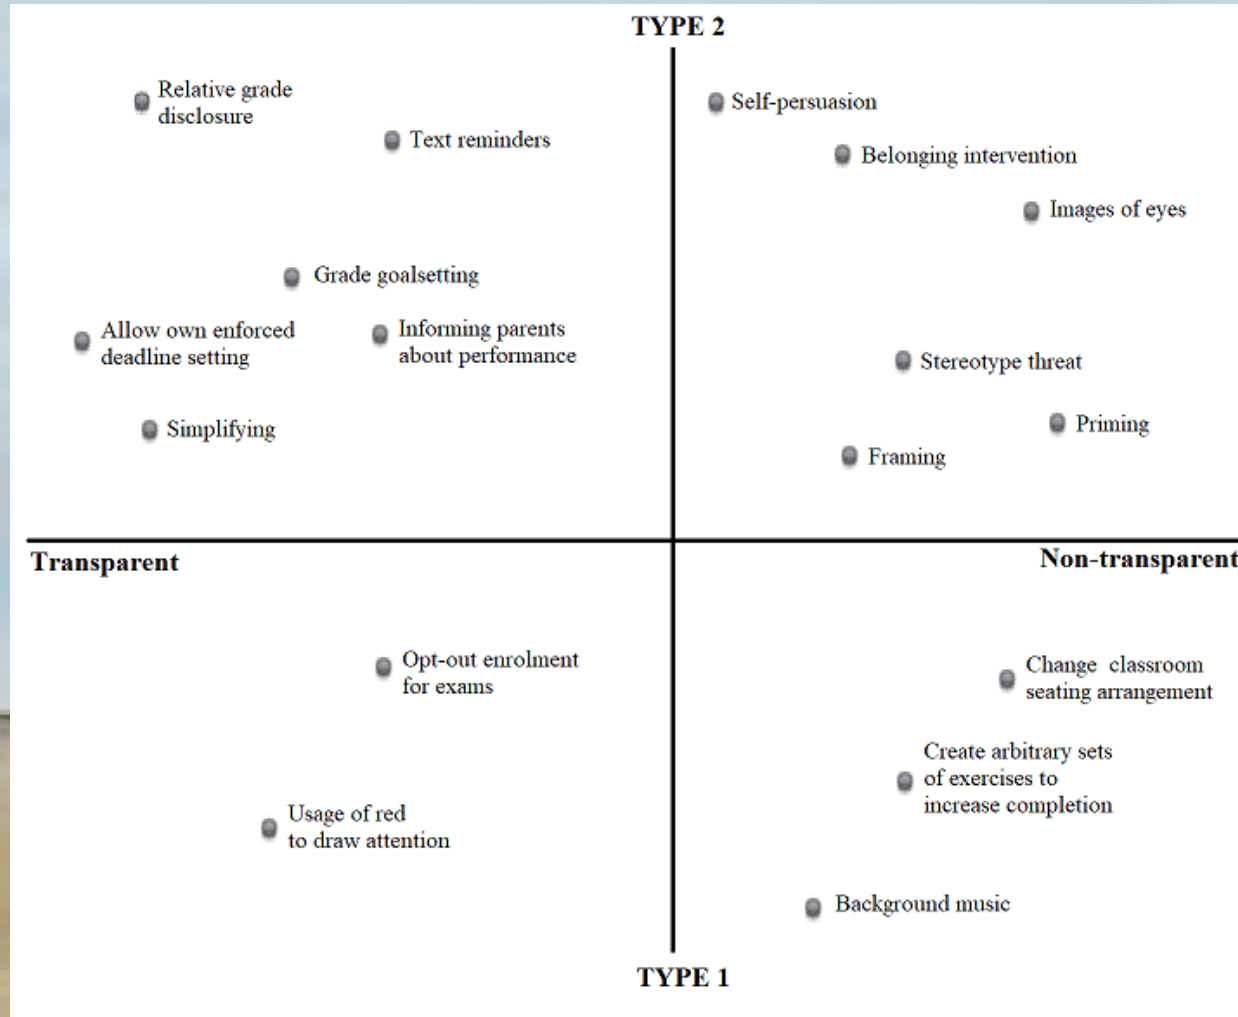 TYPE 2
Relative grade
disclosure
Text reminders
Self-persuasion
Belonging intervention
Images of eyes
Grade goalsetting
Allow own enforced
deadline setting
Informing parents
about performance
Simplifying
Stereotype threat
Priming
Framing
Transparent
Non-transparent
Opt-out enrolment
for exams
Change classroom
seating arrangement
Create arbitrary sets
of exercises to
increase completion
Usage of red
to draw attention
Background music
TYPE 1